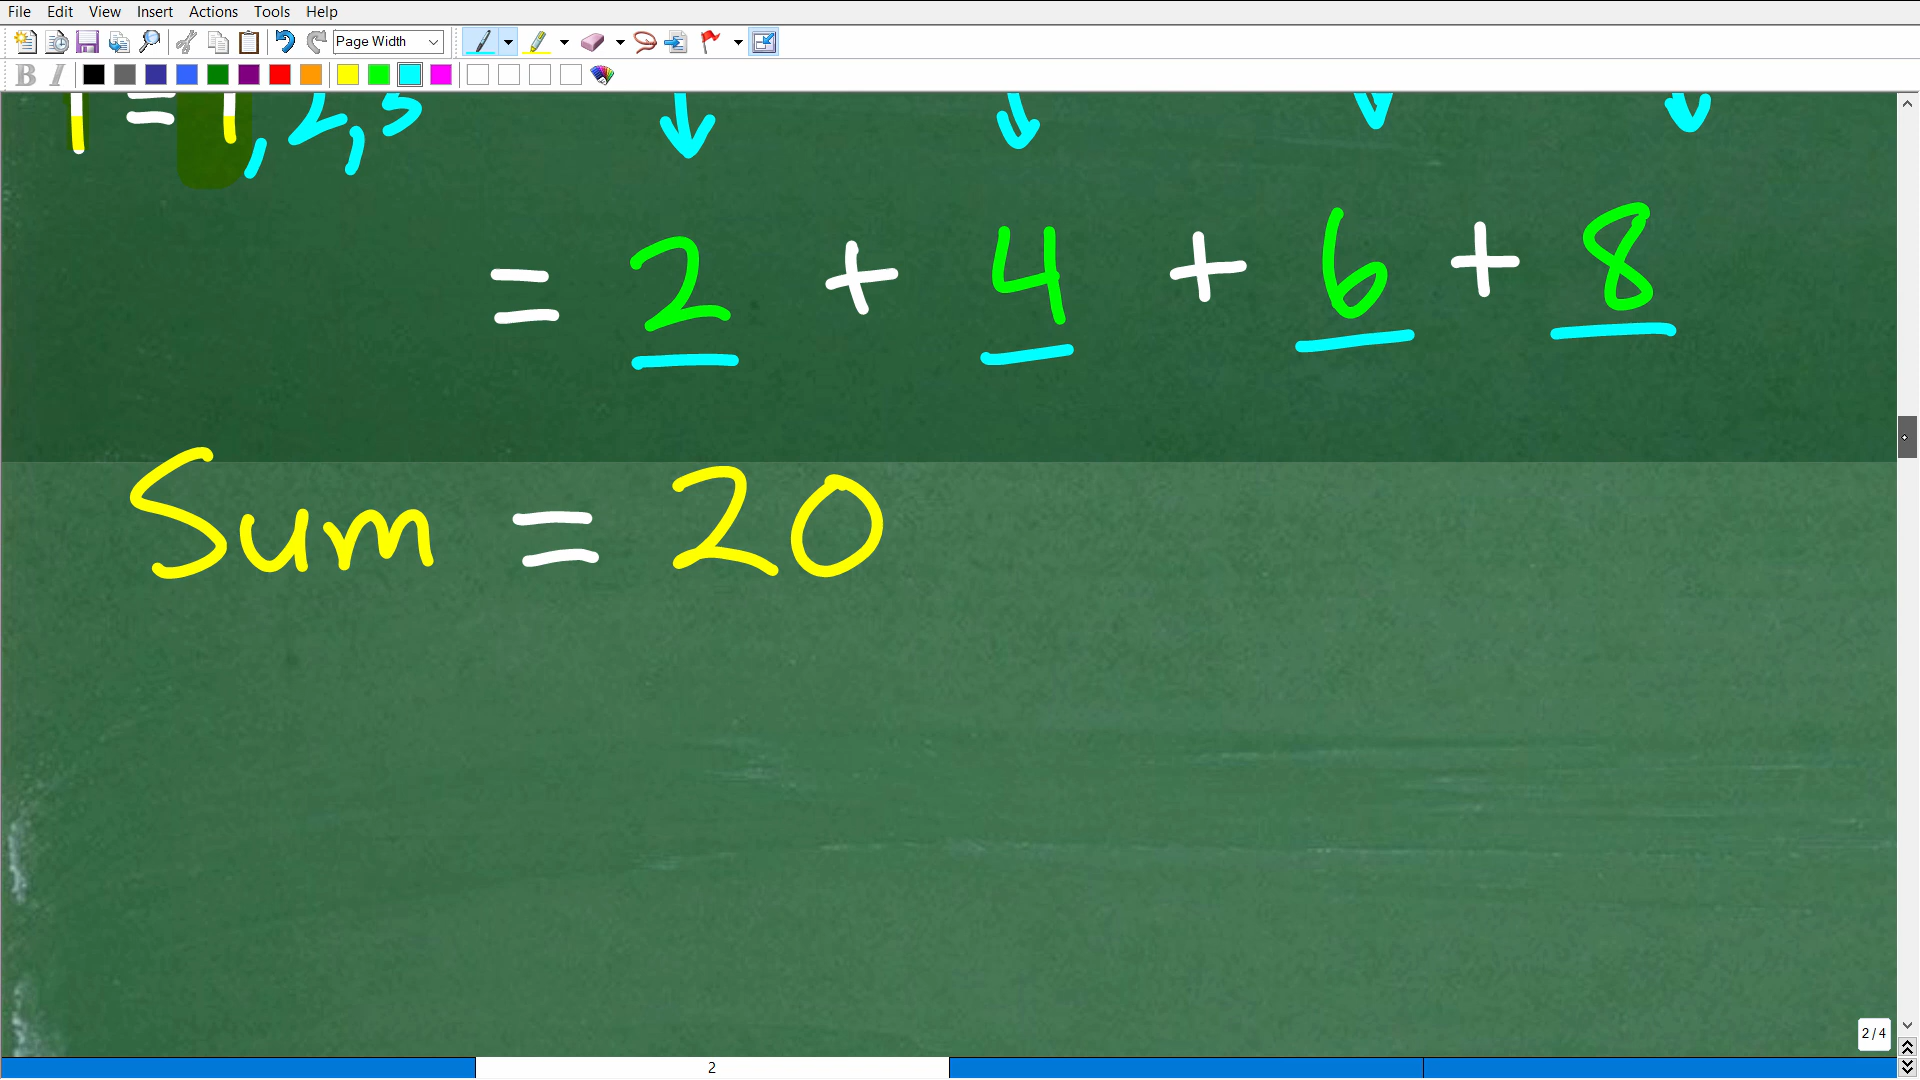 File Edit View Insert Actions Tools Help
Page Width
B I
= 2 + 4 + 6 + 8
Sum = 20
2 / 4
2